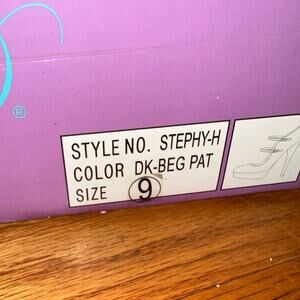 ®
STYLE NO. STEPHY-H
COLOR DK-BEG PAT
SIZE 9